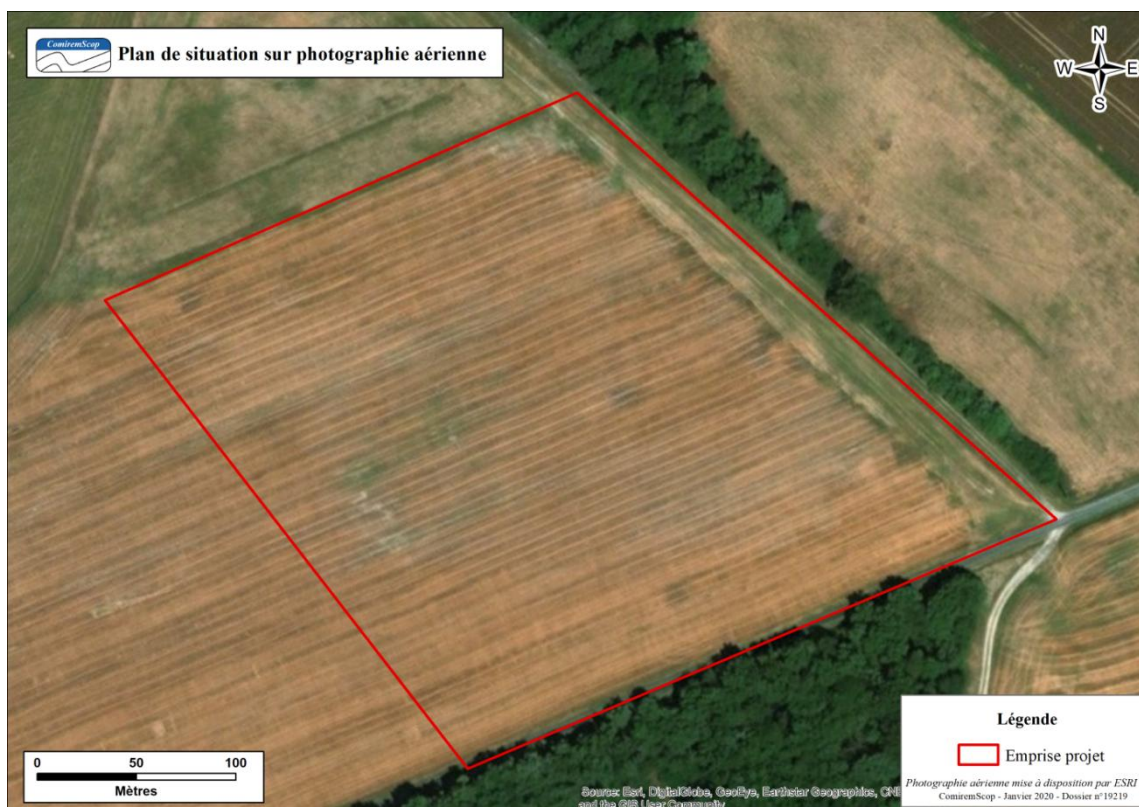 ComiremScop
Plan de situation sur photographie aérienne
N
W E
S
0 50 100
Mètres
Légende
Emprise projet
Photographie aérienne mise à disposition par ESRI
ComiremScop - Janvier 2020 - Dossier n°19219
Source: Esri, DigitalGlobe, GeoEye, Earthstar Geographics,
and the GIS User Community